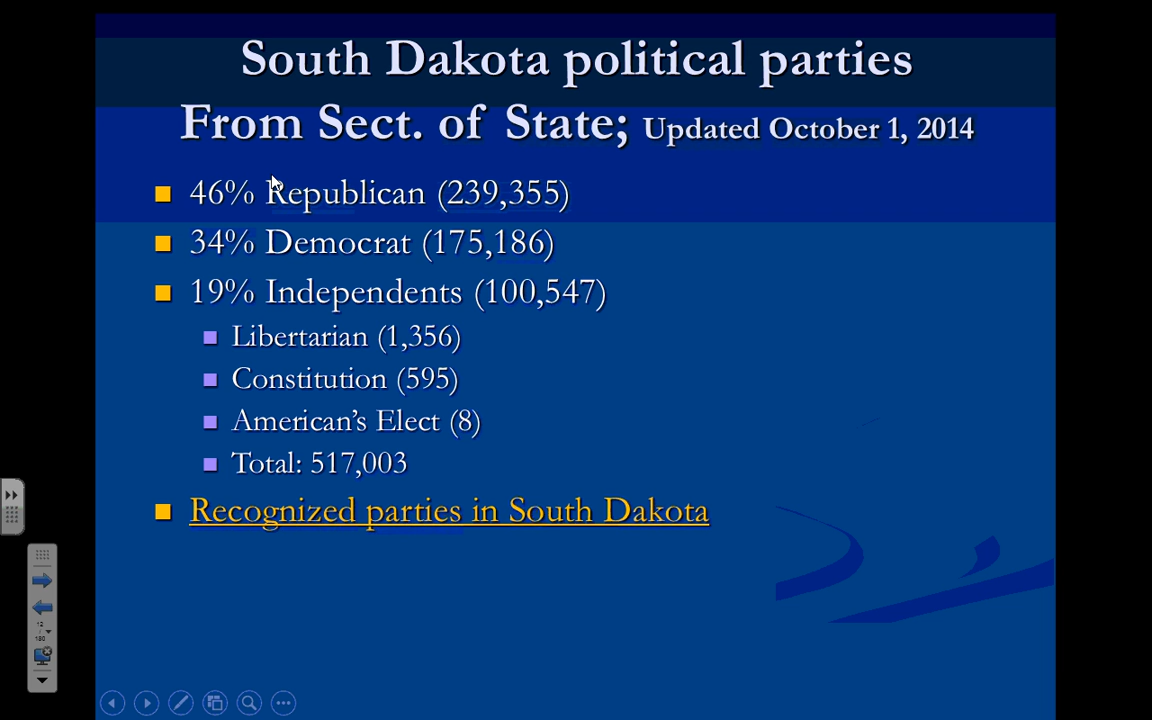 South Dakota political parties
From Sect. of State; Updated October 1, 2014
46% Republican (239,355)
34% Democrat (175,186)
19% Independents (100,547)
Libertarian (1,356)
Constitution (595)
American's Elect (8)
Total: 517,003
Recognized parties in South Dakota
12
/
180